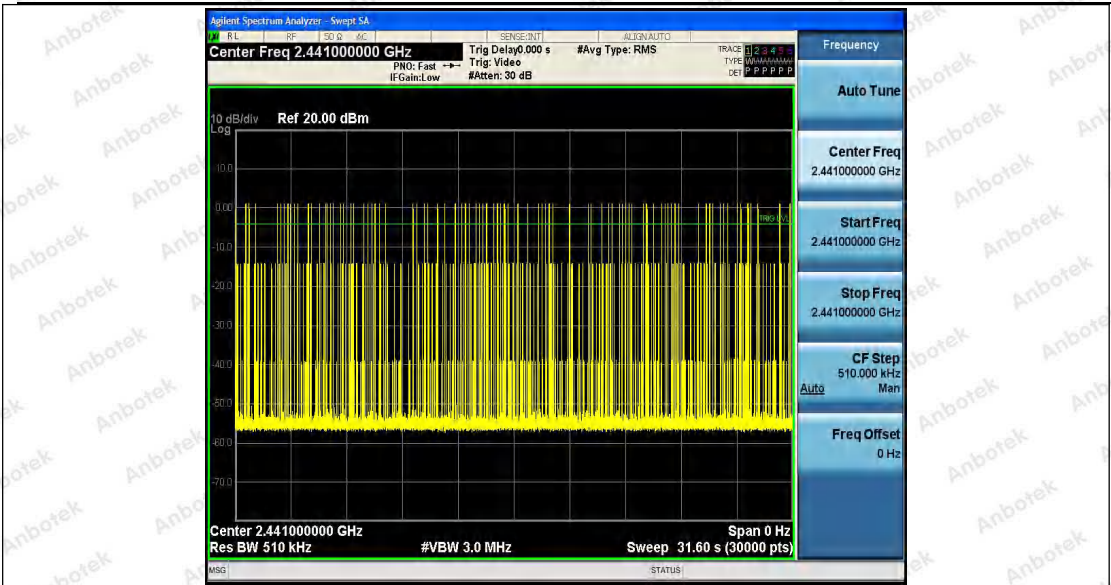 Agilent Spectrum Analyzer - Swept SA
RL RF 50 Ω AC SENSE:INT ALIGNAUTO
Center Freq 2.441000000 GHz
PNO: Fast
IFGain:Low
Trig Delay0.000 s
Trig: Video
#Atten: 30 dB
#Avg Type: RMS
TRACE 1 2 3 4 5 6
TYPE
DET P P P P P P
10 dB/div Ref 20.00 dBm
Log
10.0
0.00
TRIG LVL
-10.0
-20.0
-30.0
-40.0
-50.0
-60.0
-70.0
Center 2.441000000 GHz Span 0 Hz
Res BW 510 kHz #VBW 3.0 MHz Sweep 31.60 s (30000 pts)
MSG STATUS
Frequency
Auto Tune
Center Freq
2.441000000 GHz
Start Freq
2.441000000 GHz
Stop Freq
2.441000000 GHz
CF Step
510.000 kHz
Auto Man
Freq Offset
0 Hz
Anbotek